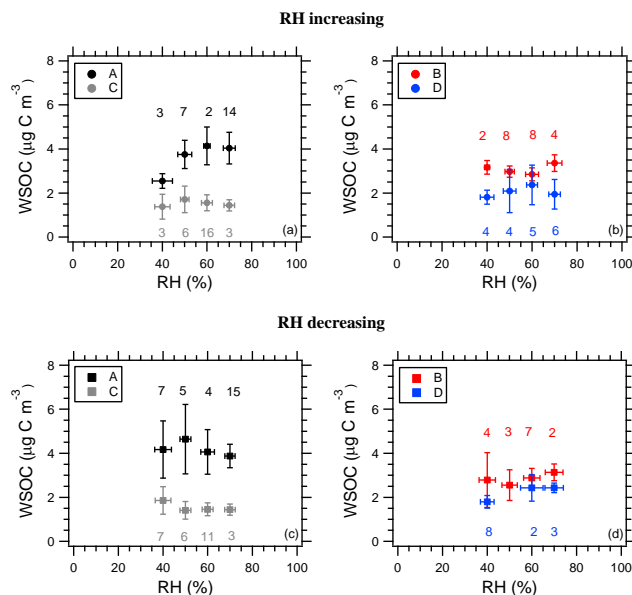 RH increasing
A
C
3 7 2 14
3 6 16 3
(a)
8
6
4
2
0
WSOC (µg C m⁻³)
0 20 40 60 80 100
RH (%)
B
D
2 8 8 4
4 4 5 6
(b)
8
6
4
2
0
WSOC (µg C m⁻³)
0 20 40 60 80 100
RH (%)
RH decreasing
A
C
7 5 4 15
7 6 11 3
(c)
8
6
4
2
0
WSOC (µg C m⁻³)
0 20 40 60 80 100
RH (%)
B
D
4 3 7 2
8 2 3
(d)
8
6
4
2
0
WSOC (µg C m⁻³)
0 20 40 60 80 100
RH (%)